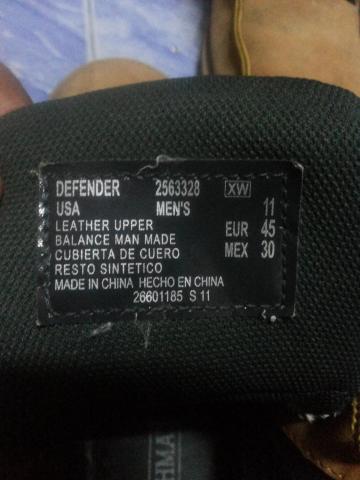 DEFENDER 2563328 XW
USA MEN'S 11
LEATHER UPPER EUR 45
BALANCE MAN MADE MEX 30
CUBIERTA DE CUERO
RESTO SINTETICO
MADE IN CHINA HECHO EN CHINA
26601185 S 11